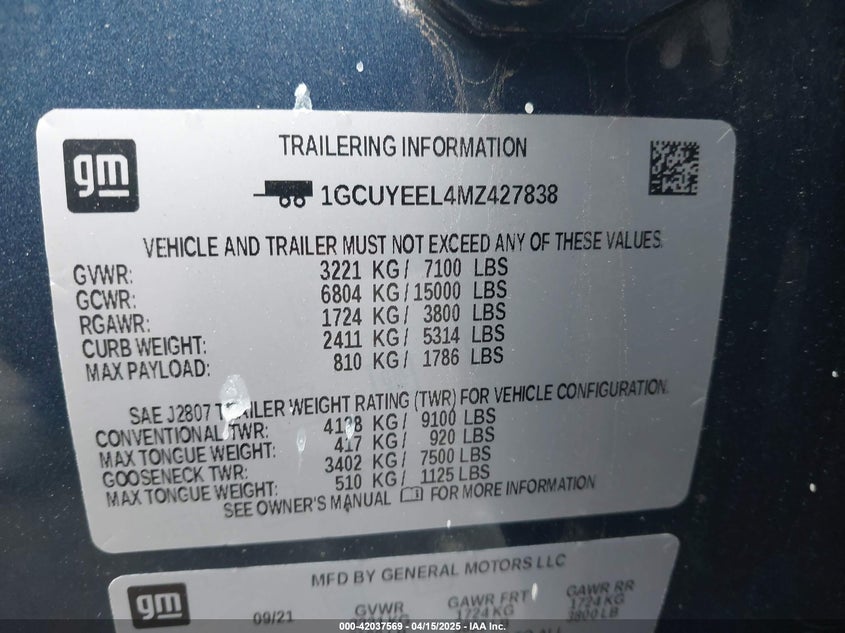 gm
TRAILERING INFORMATION
1GCUYEEL4MZ427838
VEHICLE AND TRAILER MUST NOT EXCEED ANY OF THESE VALUES.
GVWR: 3221 KG / 7100 LBS
GCWR: 6804 KG / 15000 LBS
RGAWR: 1724 KG / 3800 LBS
CURB WEIGHT: 2411 KG / 5314 LBS
MAX PAYLOAD: 810 KG / 1786 LBS
SAE J2807 TRAILER WEIGHT RATING (TWR) FOR VEHICLE CONFIGURATION.
CONVENTIONAL TWR: KG / 9100 LBS
MAX TONGUE WEIGHT: 417 KG / 920 LBS
GOOSENECK TWR: 3402 KG / 7500 LBS
MAX TONGUE WEIGHT: 510 KG / 1125 LBS
SEE OWNER'S MANUAL FOR MORE INFORMATION
gm
MFD BY GENERAL MOTORS LLC
09/21 GVWR GAWR FRT GAWR RR
1724 KG 1724 KG
3800 LB
000-42037569 - 04/15/2025 - IAA Inc.